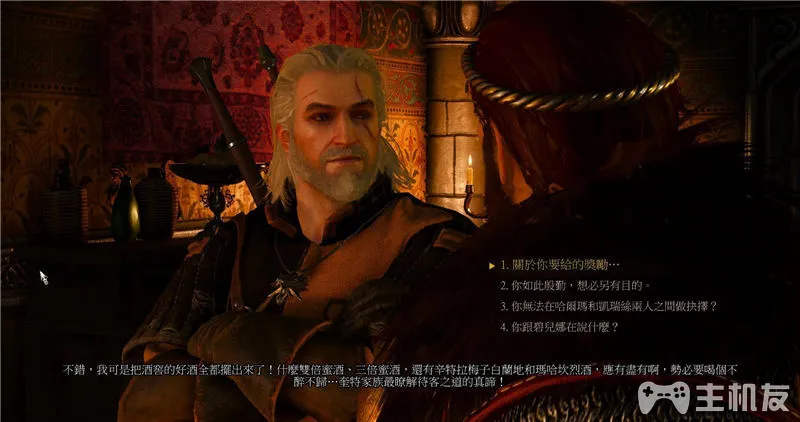 1. 關於你要給的獎勵…
2. 你如此殷勤，想必另有目的。
3. 你無法在哈爾瑪和凱瑞絲兩人之間做抉擇？
4. 你跟碧兒娜在說什麼？
不錯，我可是把酒窖的好酒全都擺出來了！什麼雙倍蜜酒、三倍蜜酒，還有辛特拉梅子白蘭地和瑪哈坎烈酒，應有盡有啊，勢必要喝個不
醉不歸…奎特家族最瞭解待客之道的真諦！
主机友